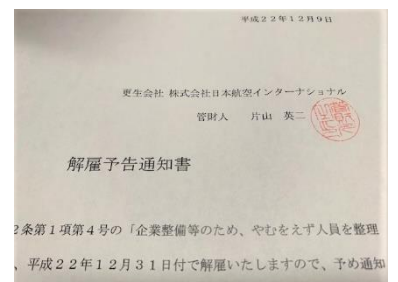 平成22年12月9日
更生会社 株式会社日本航空インターナショナル
管財人 片山 英二
解雇予告通知書
2条第1項第4号の「企業整備等のため、やむをえず人員を整理
、平成22年12月31日付で解雇いたしますので、予め通知